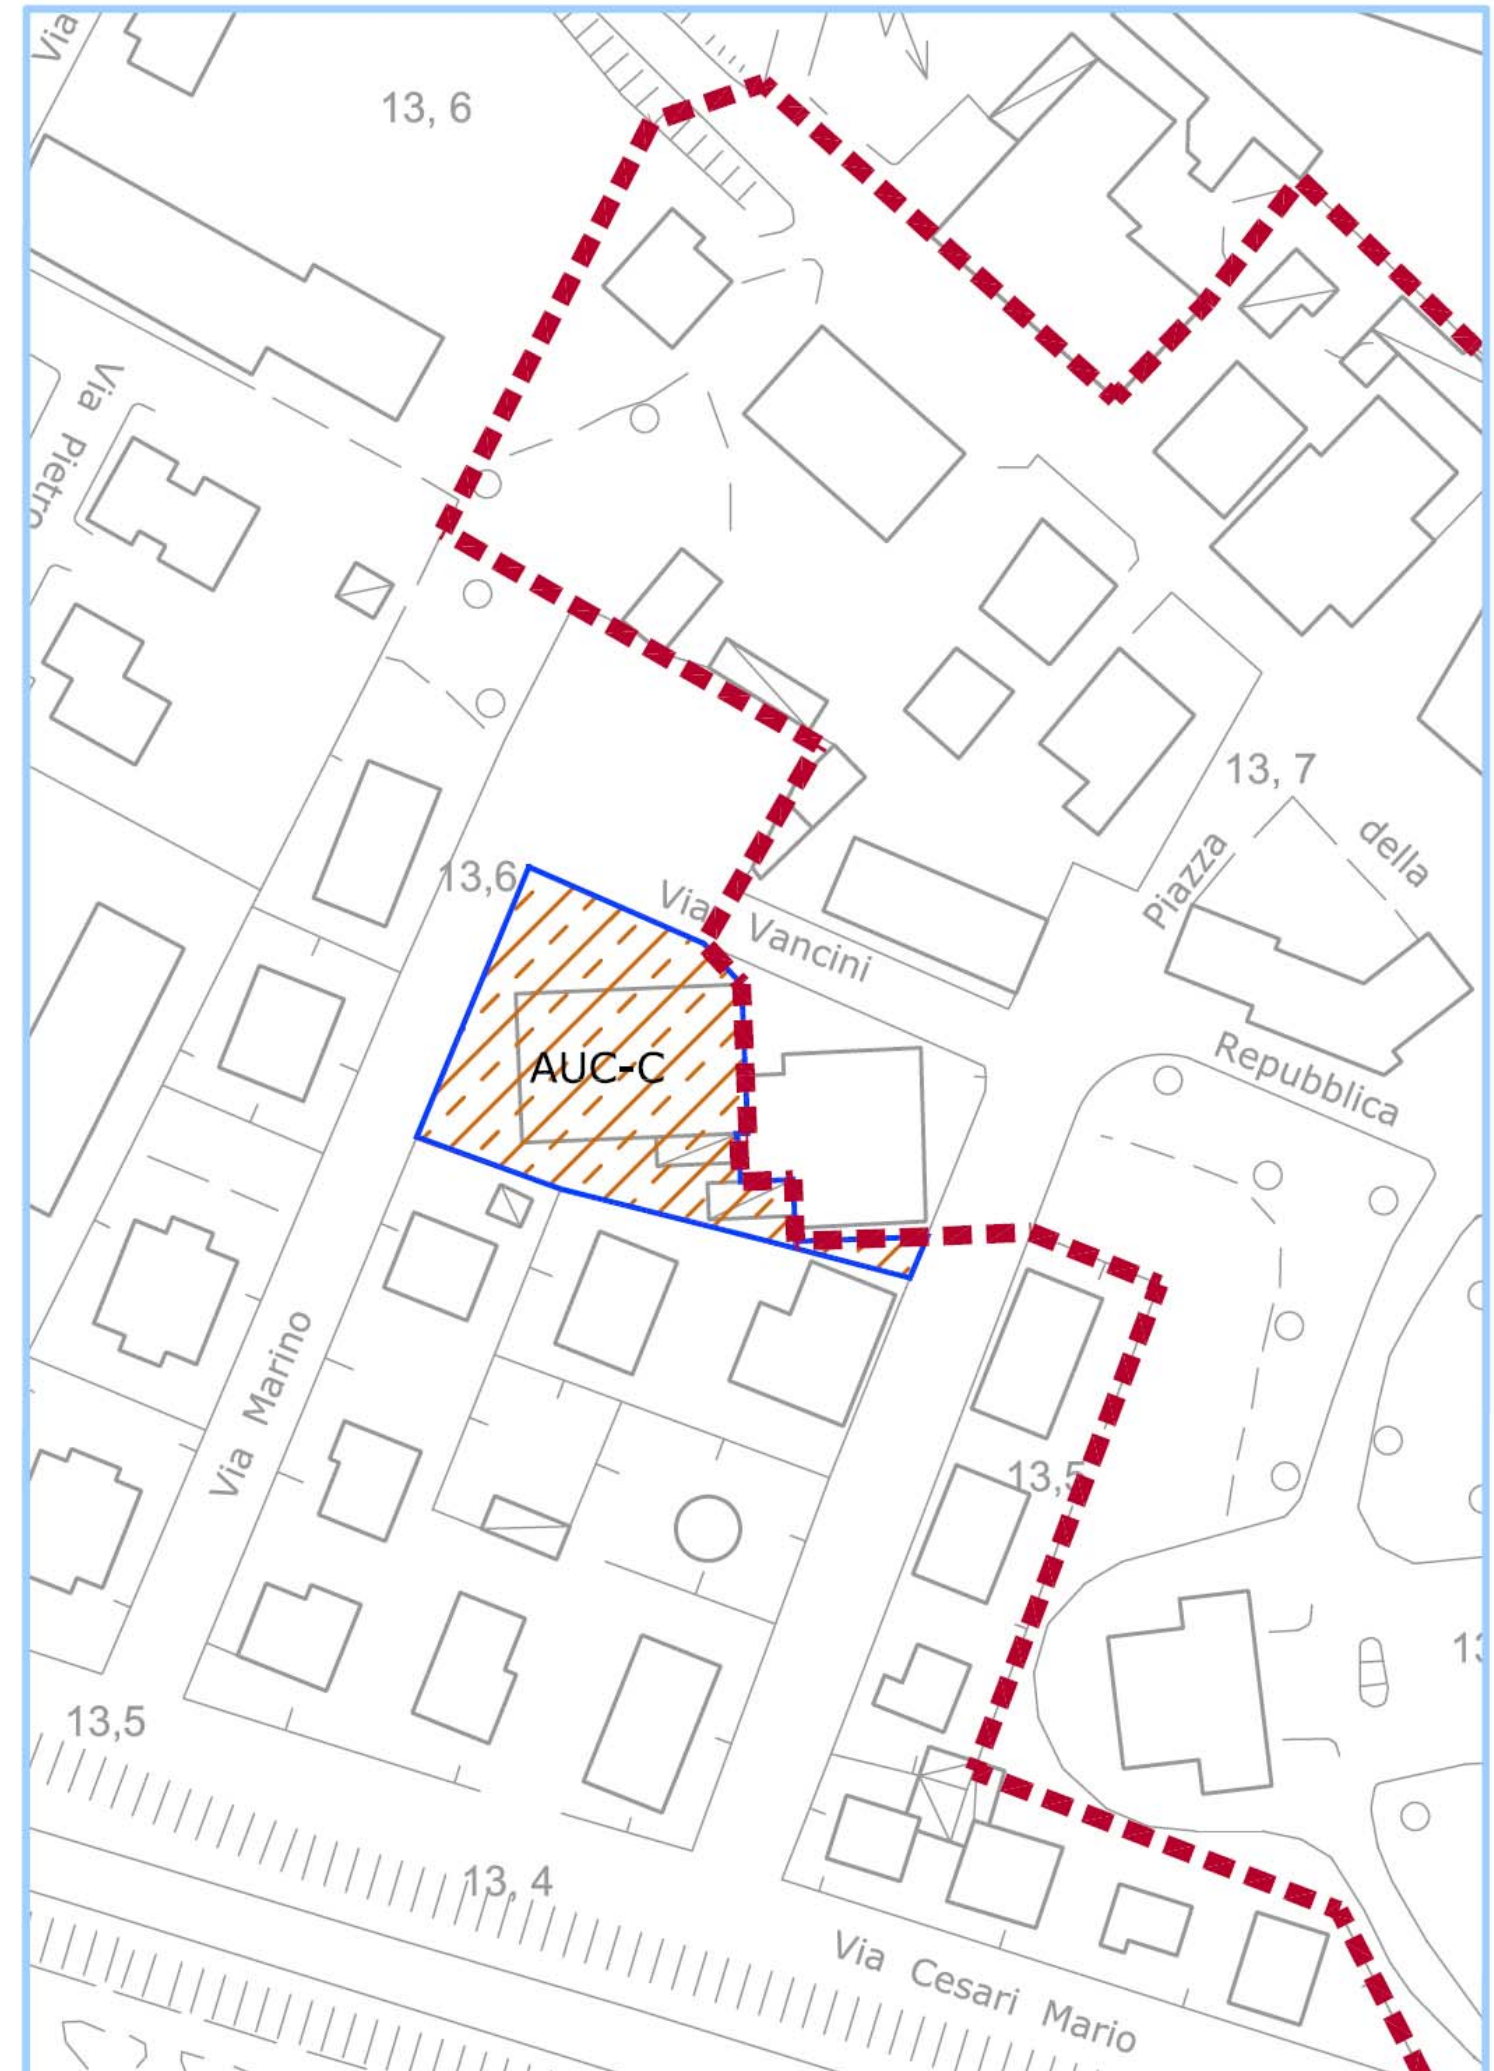 Via
13, 6
Via Pietro
13, 7
13,6
Via Vancini
Piazza della
Repubblica
AUC-C
Via Marino
13,5
13,5
13, 4
Via Cesari Mario